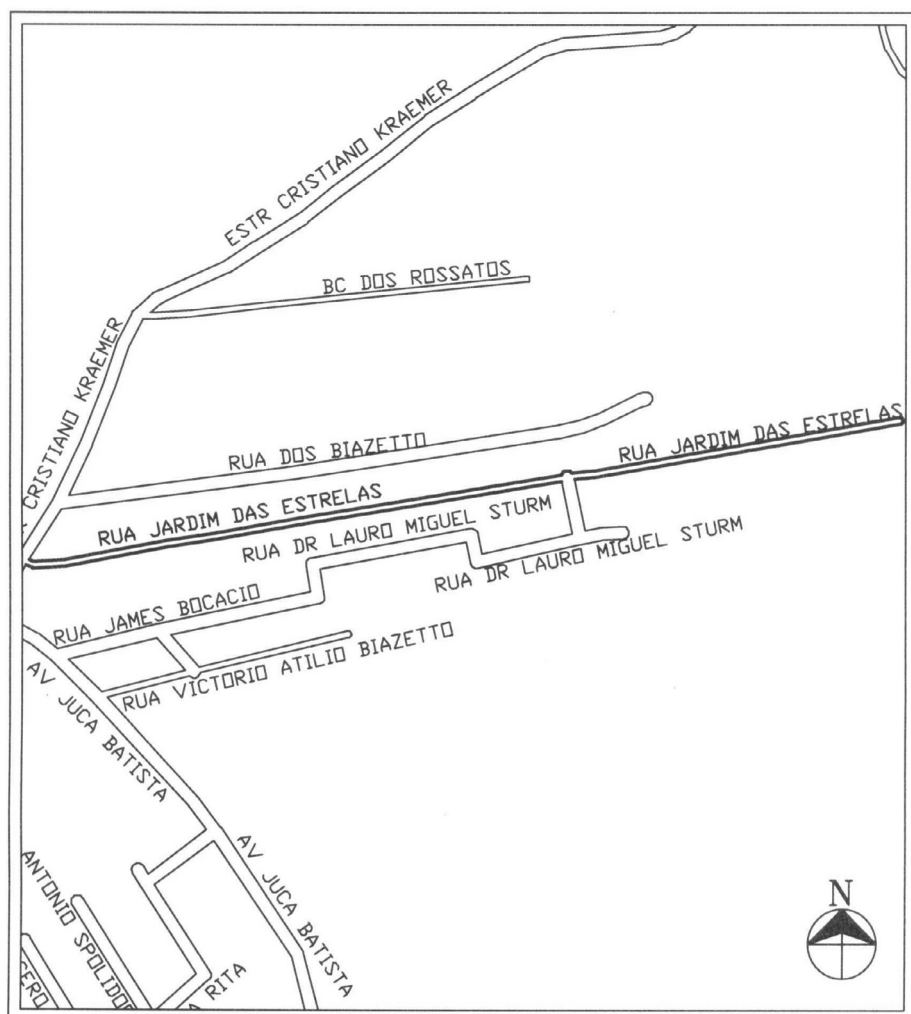 ESTR CRISTIANO KRAEMER
BC DOS ROSSATOS
CRISTIANO KRAEMER
RUA DOS BIAZETTO
RUA JARDIM DAS ESTRELAS
RUA JARDIM DAS ESTRELAS
RUA DR LAURO MIGUEL STURM
RUA DR LAURO MIGUEL STURM
RUA JAMES BOCACIO
RUA VICTORIO ATILIO BIAZETTO
AV JUCA BATISTA
AV JUCA BATISTA
ANTONIO SPOLIDOR
RITA
CERO
N